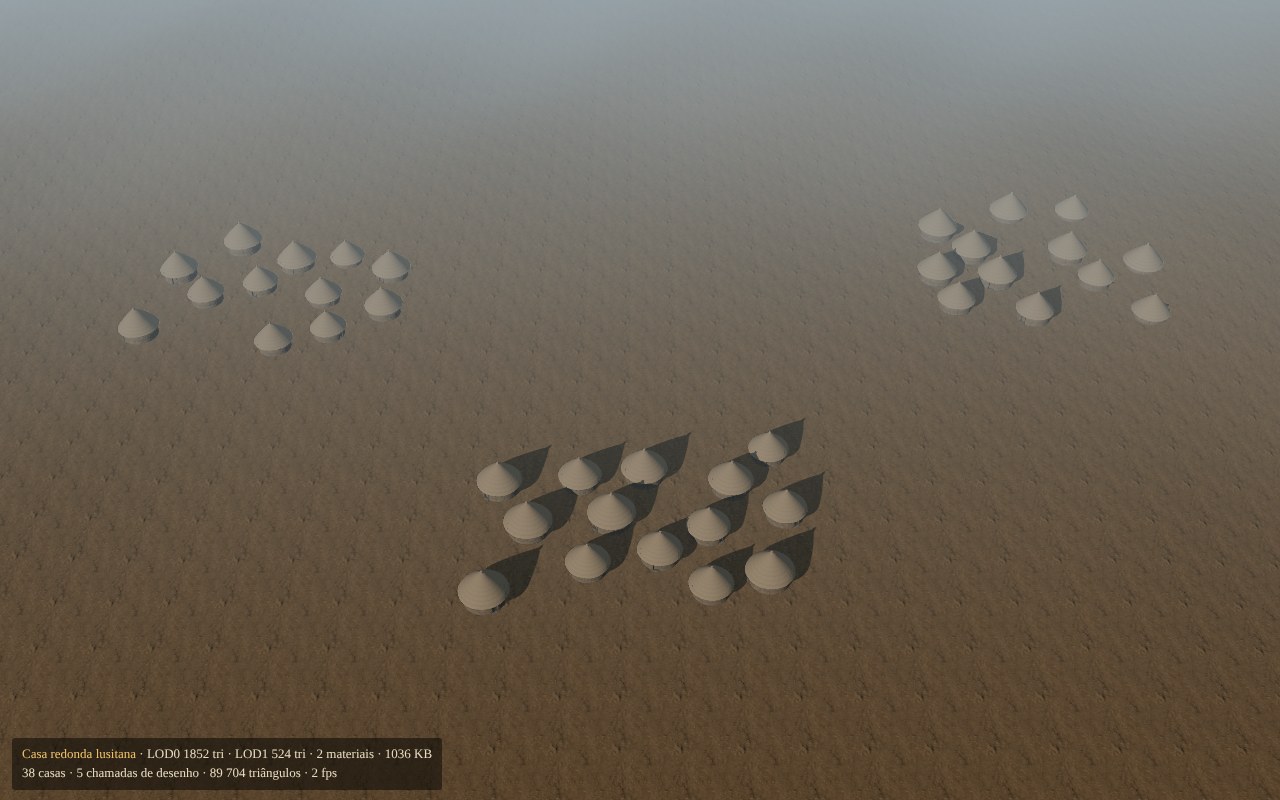 Casa redonda lusitana · LOD0 1852 tri · LOD1 524 tri · 2 materiais · 1036 KB
38 casas · 5 chamadas de desenho · 89 704 triângulos · 2 fps